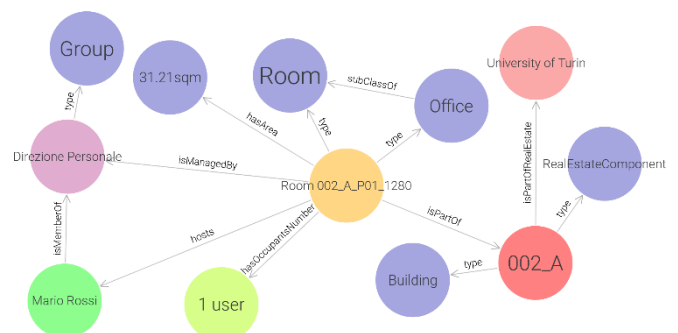 Group
31.21sqm
Room
subClassOf
Office
University of Turin
type
hasArea
type
type
Direzione Personale
isManagedBy
Room 002_A_P01_1280
isPartOfRealEstate
RealEstateComponent
isMemberOf
hosts
hasOccupantsNumber
isPartOf
type
Mario Rossi
1 user
Building
type
002_A